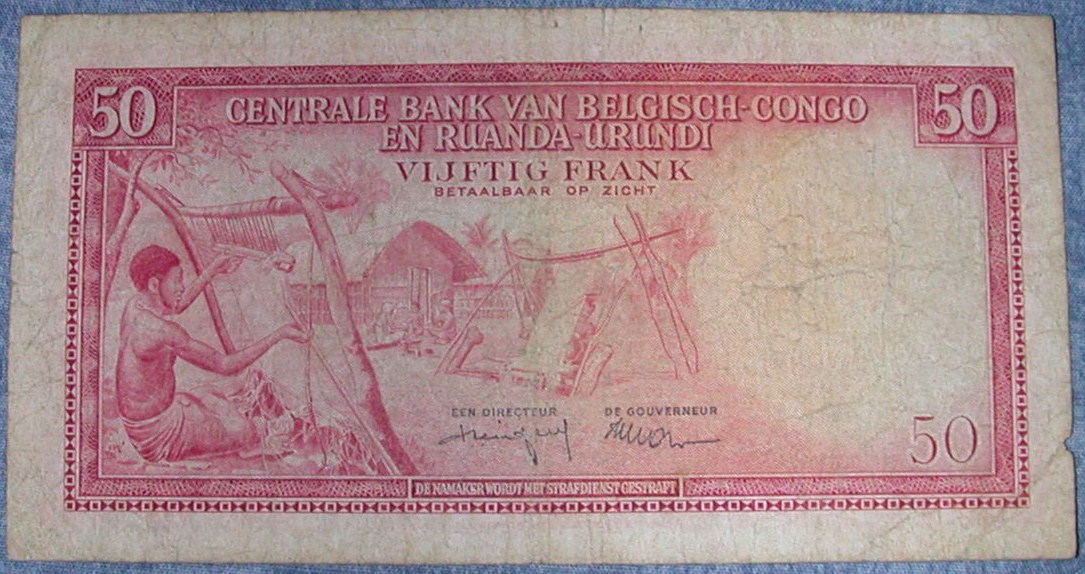 50
50
CENTRALE BANK VAN BELGISCH-CONGO
EN RUANDA-URUNDI
VIJFTIG FRANK
BETAALBAAR OP ZICHT
EEN DIRECTEUR
DE GOUVERNEUR
50
DE NAMAKER WORDT MET STRAFDIENST GESTRAFT